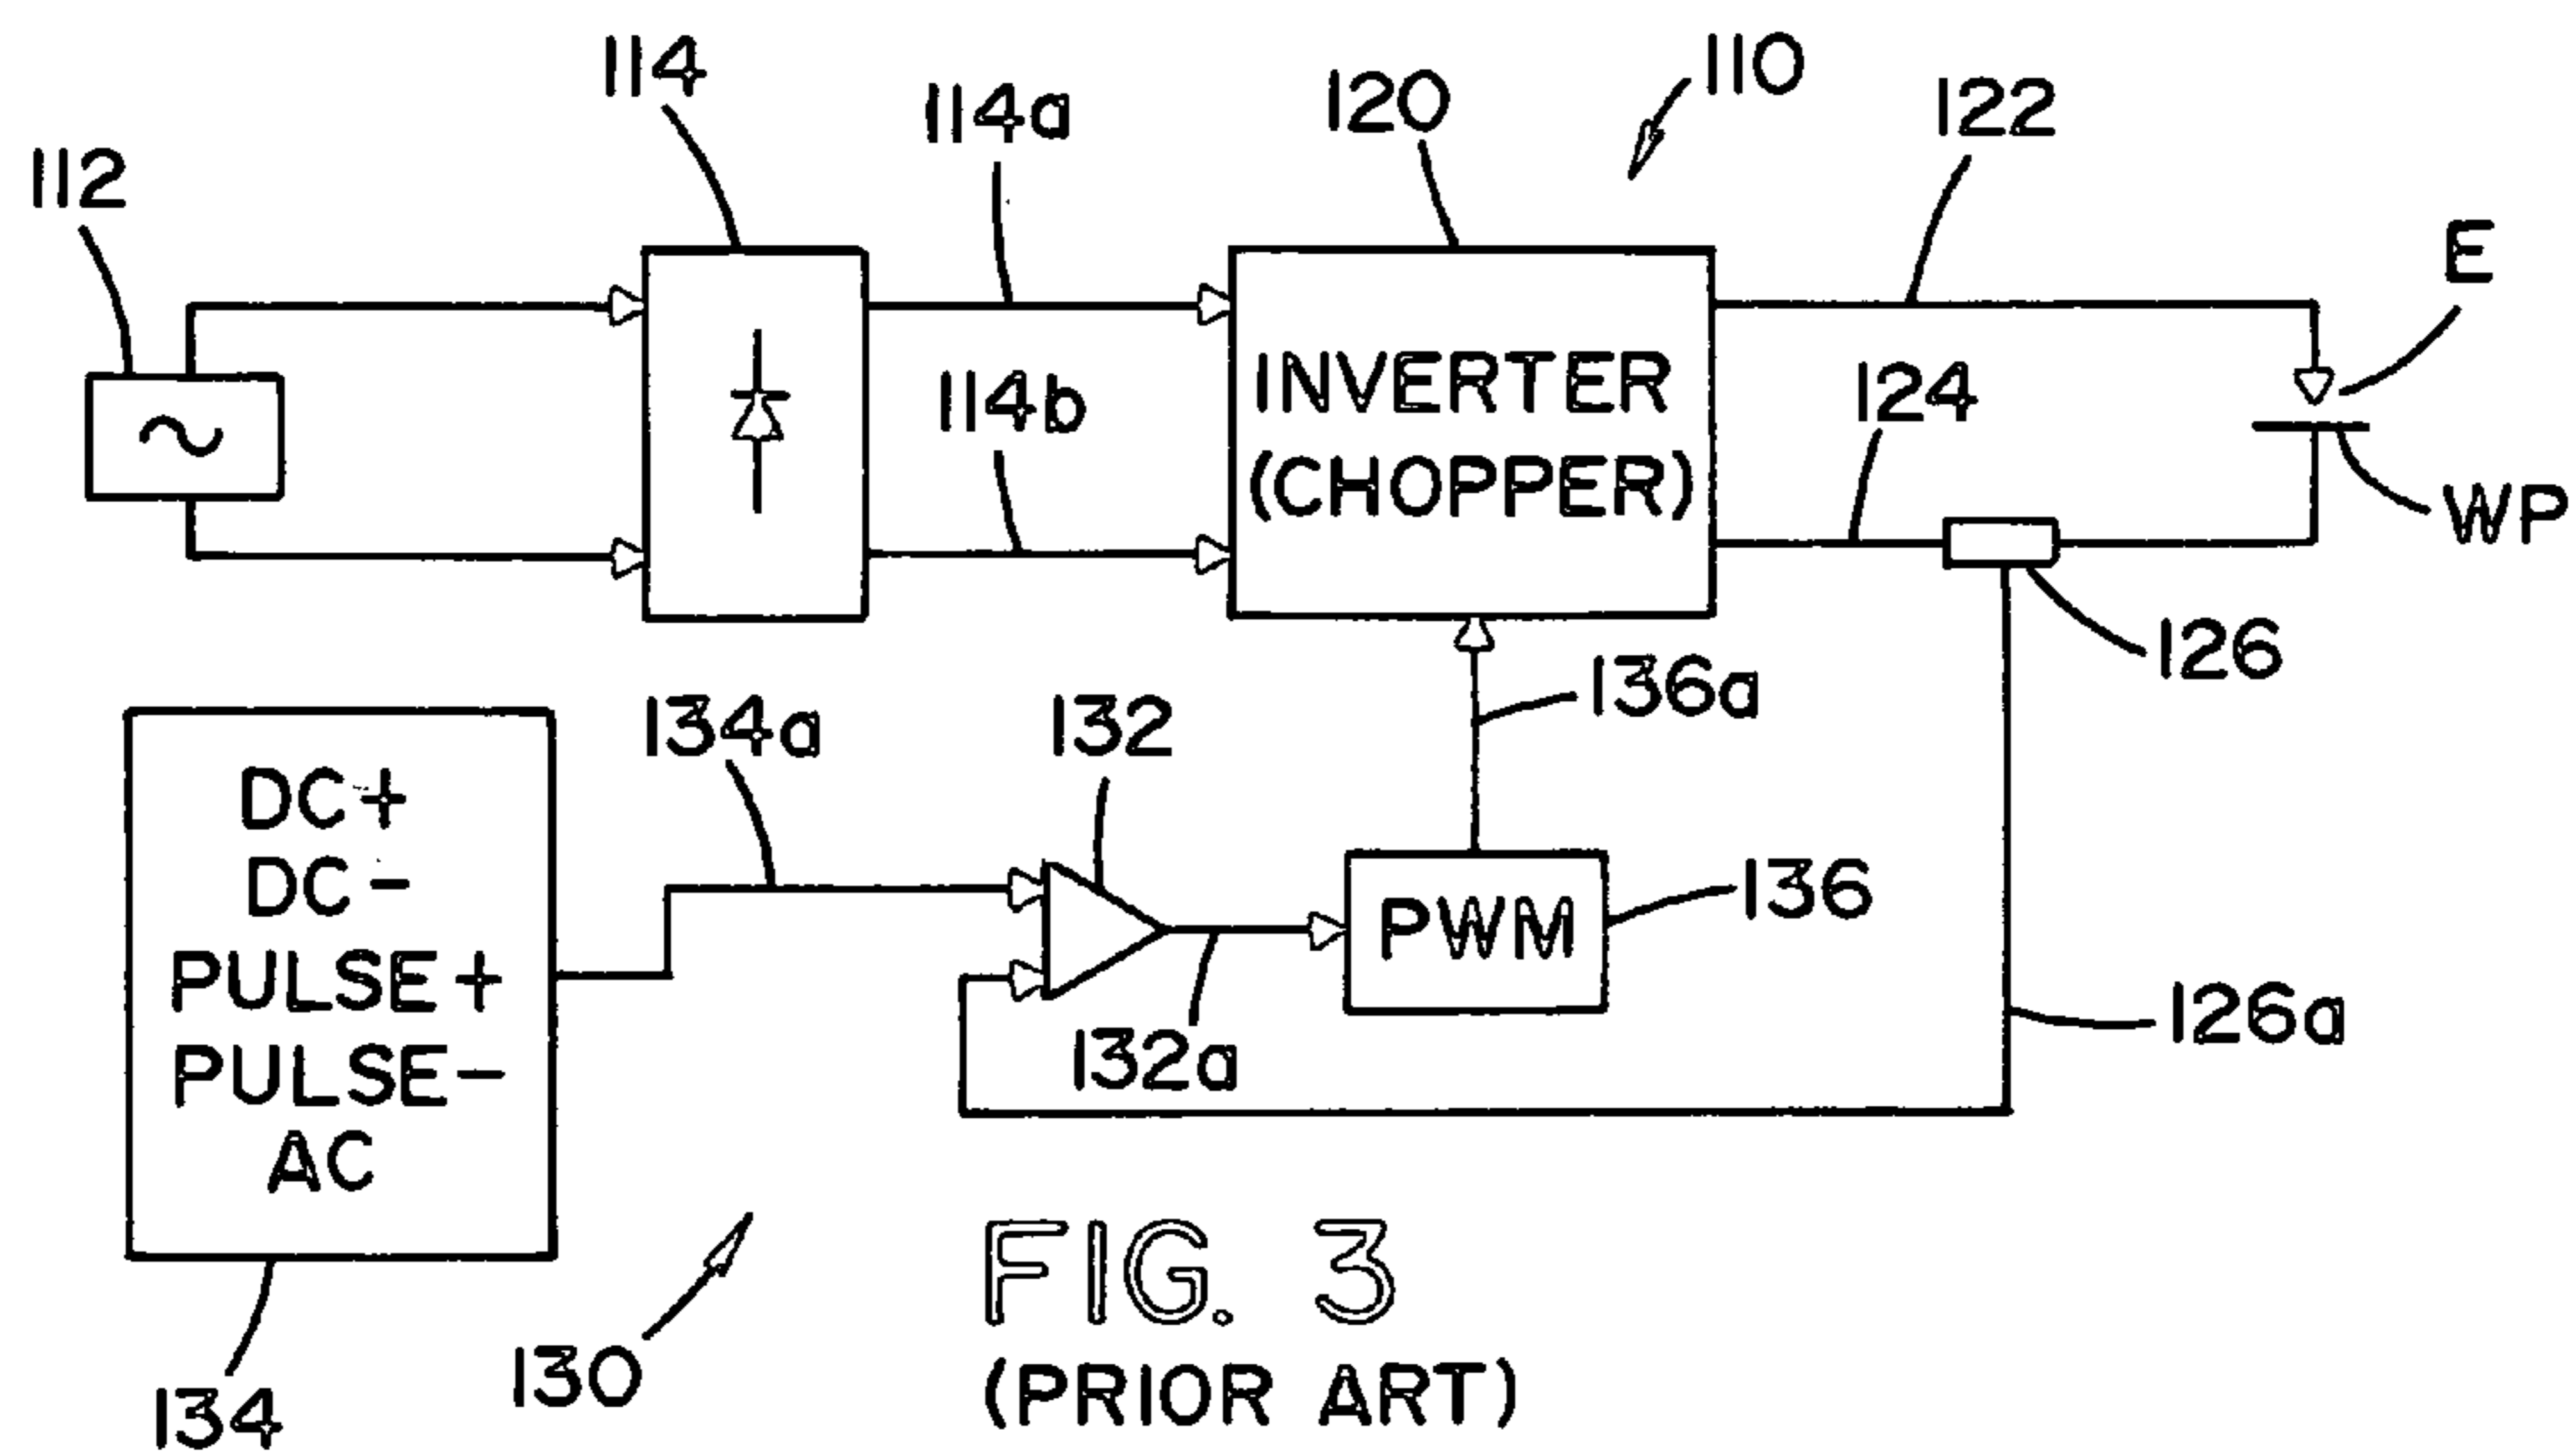 110
114
114a
120
122
112
E
114b
INVERTER
(CHOPPER)
124
WP
126
136a
134a
132
DC+
DC-
PULSE+
PULSE-
AC
PWM
136
126a
132a
130
134
FIG. 3
(PRIOR ART)